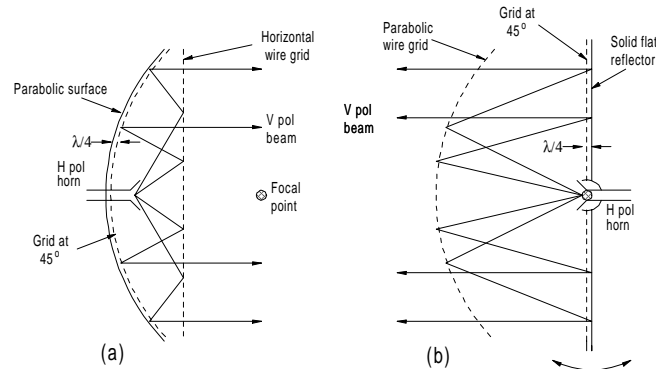 Horizontal
wire grid
Parabolic surface
λ/4
H pol
horn
V pol
beam
Focal
point
Grid at
45°
(a)
Grid at
45°
Parabolic
wire grid
Solid flat
reflector
V pol
beam
λ/4
H pol
horn
(b)